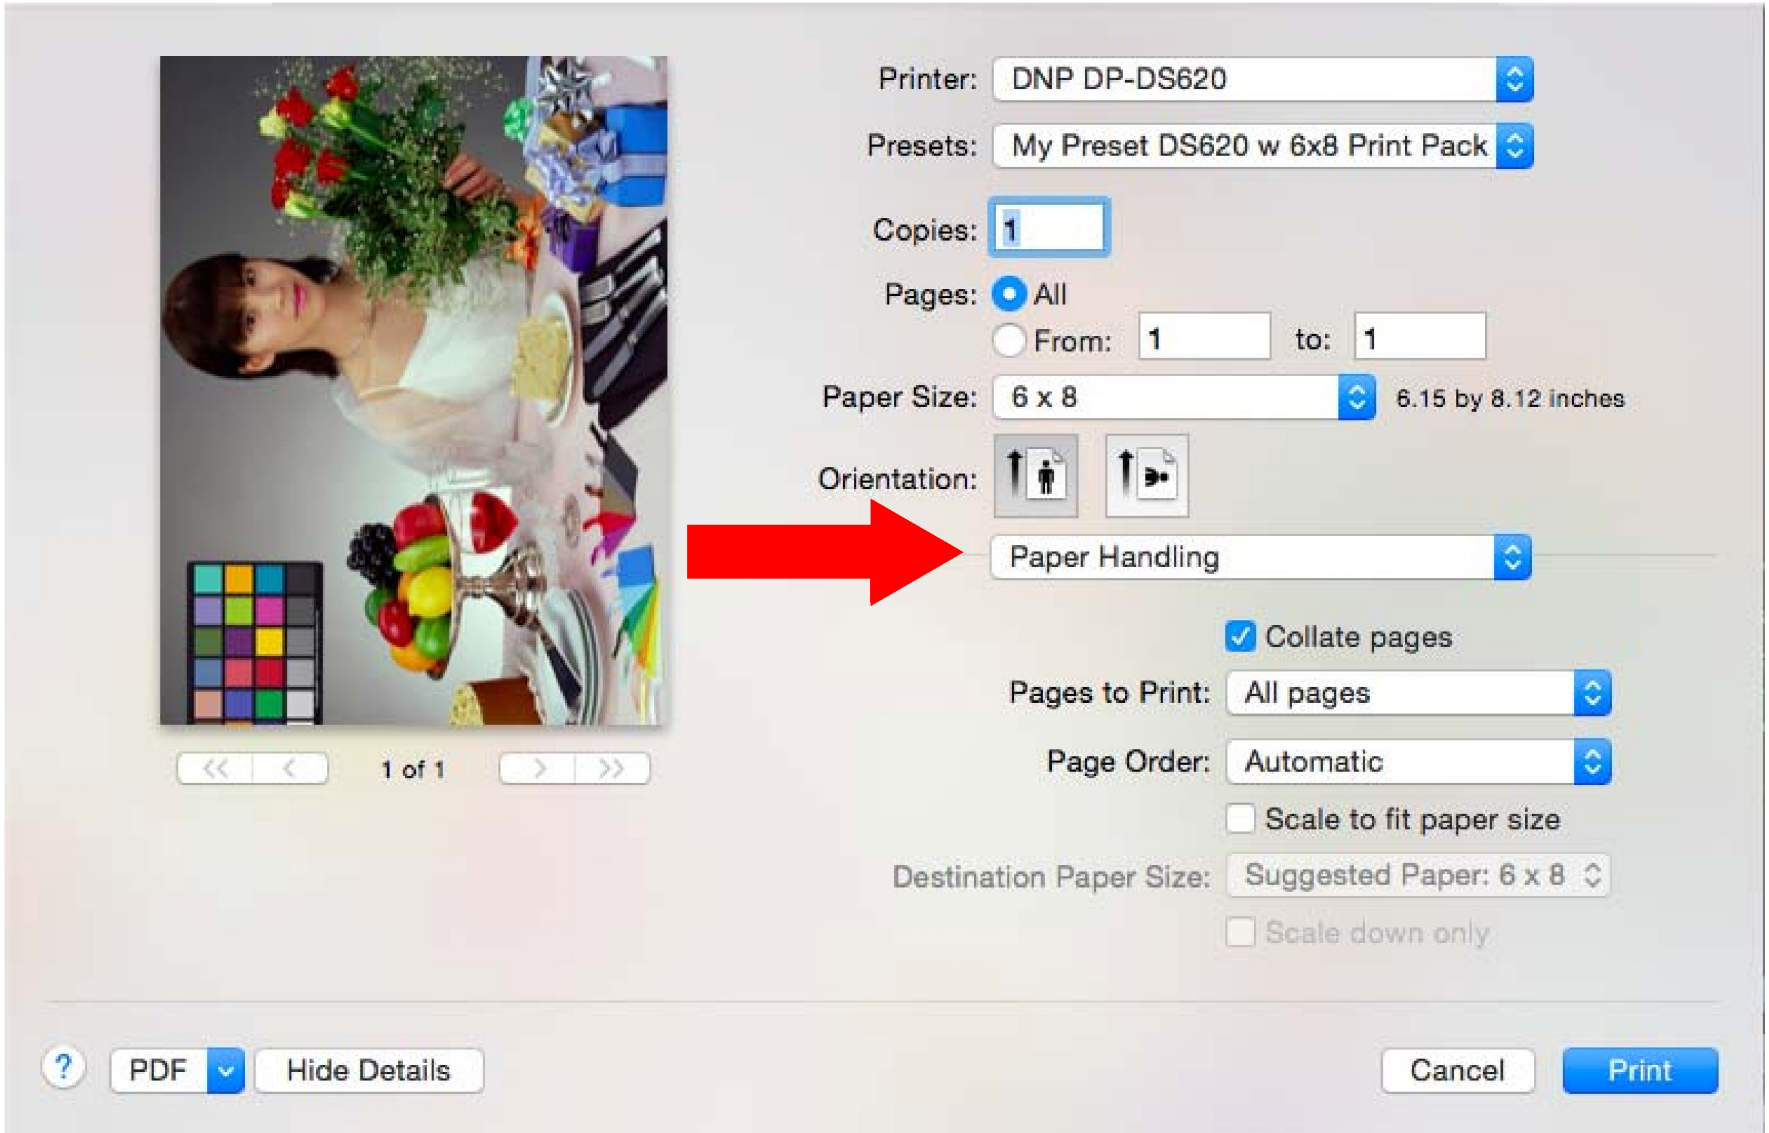 Printer: DNP DP-DS620
Presets: My Preset DS620 w 6x8 Print Pack
Copies: 1
Pages: All
From: 1 to: 1
Paper Size: 6 x 8 6.15 by 8.12 inches
Orientation:
Paper Handling
Collate pages
Pages to Print: All pages
1 of 1
Page Order: Automatic
Scale to fit paper size
Destination Paper Size: Suggested Paper: 6 x 8
Scale down only
? PDF Hide Details Cancel Print